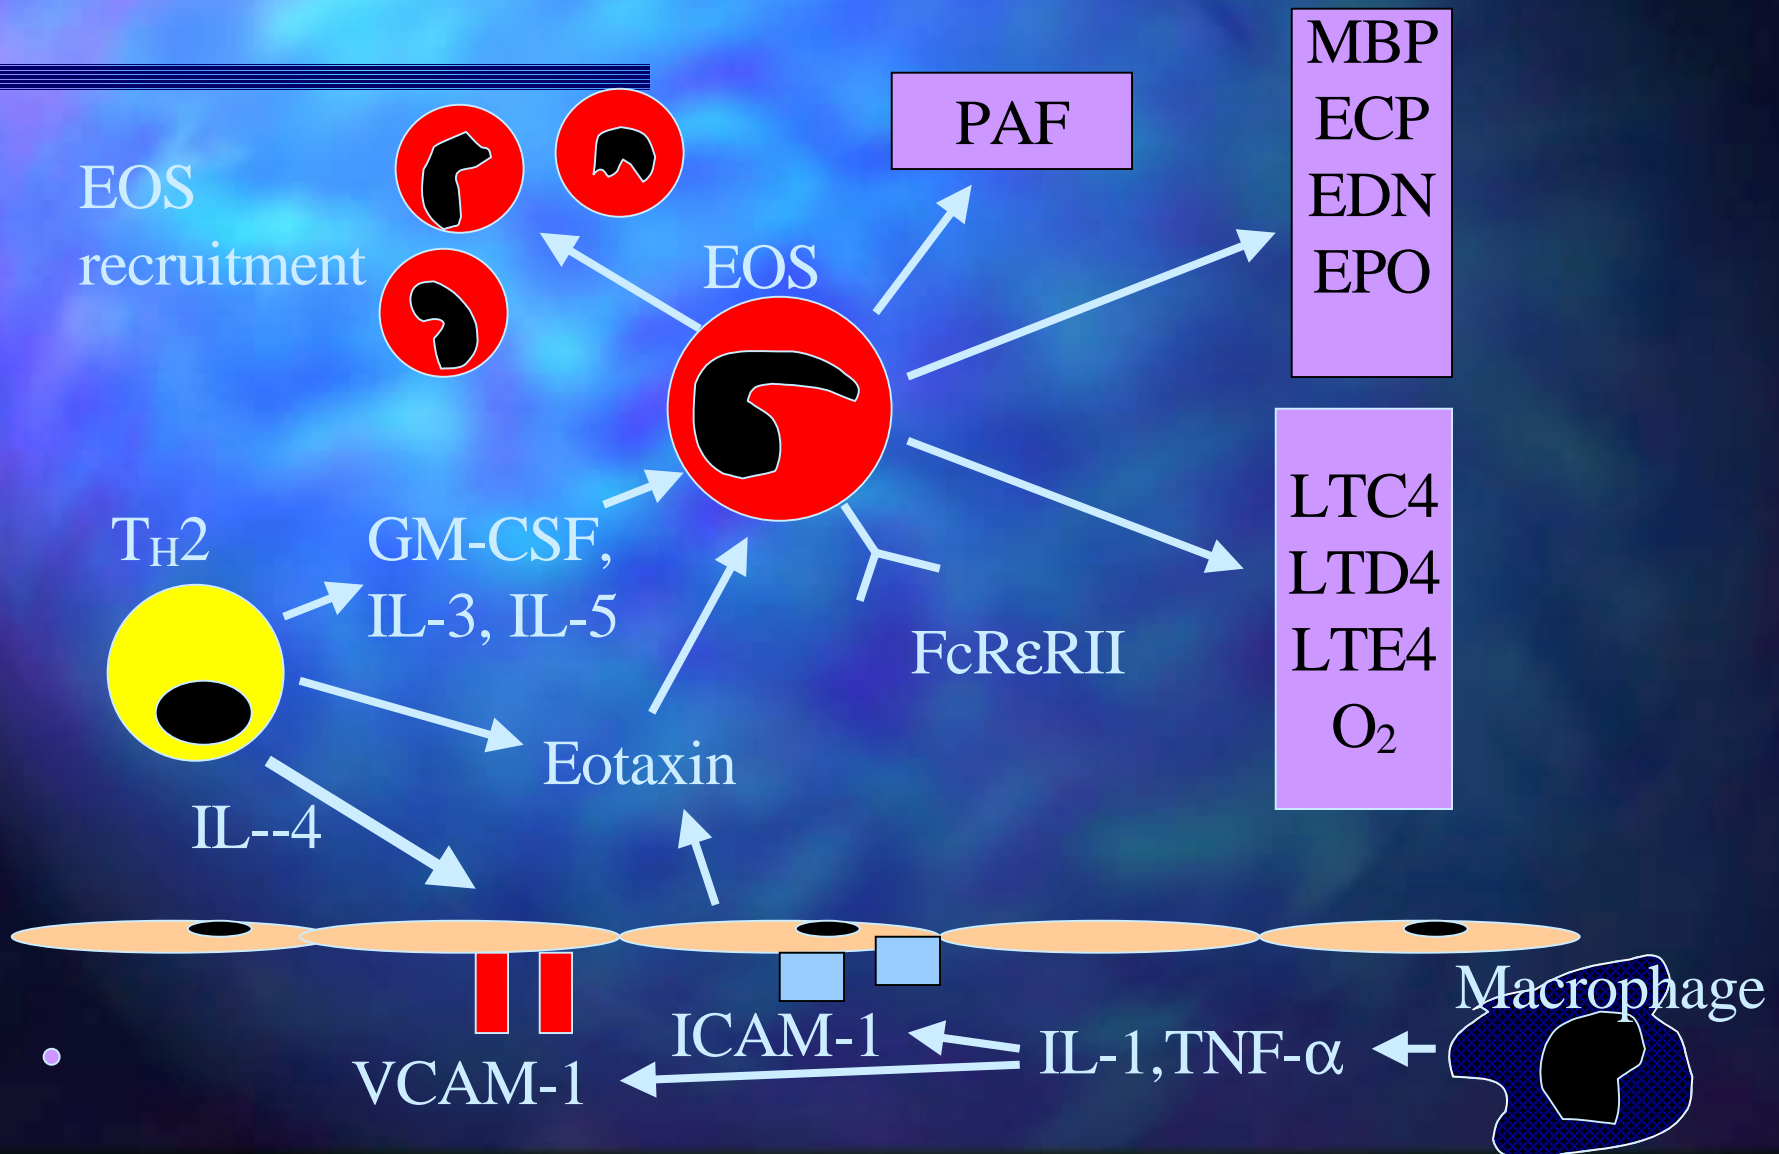 MBP
ECP
EDN
EPO
PAF
EOS
recruitment
EOS
LTC4
LTD4
LTE4
O₂
T_H2
GM-CSF,
IL-3, IL-5
FcRεRII
Eotaxin
IL--4
Macrophage
ICAM-1
IL-1,TNF-α
VCAM-1